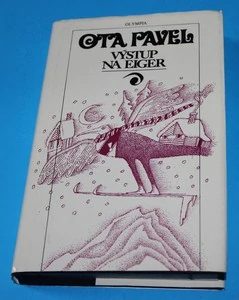 OLYMPIA
OTA PAVEL
VÝSTUP
NA EIGER